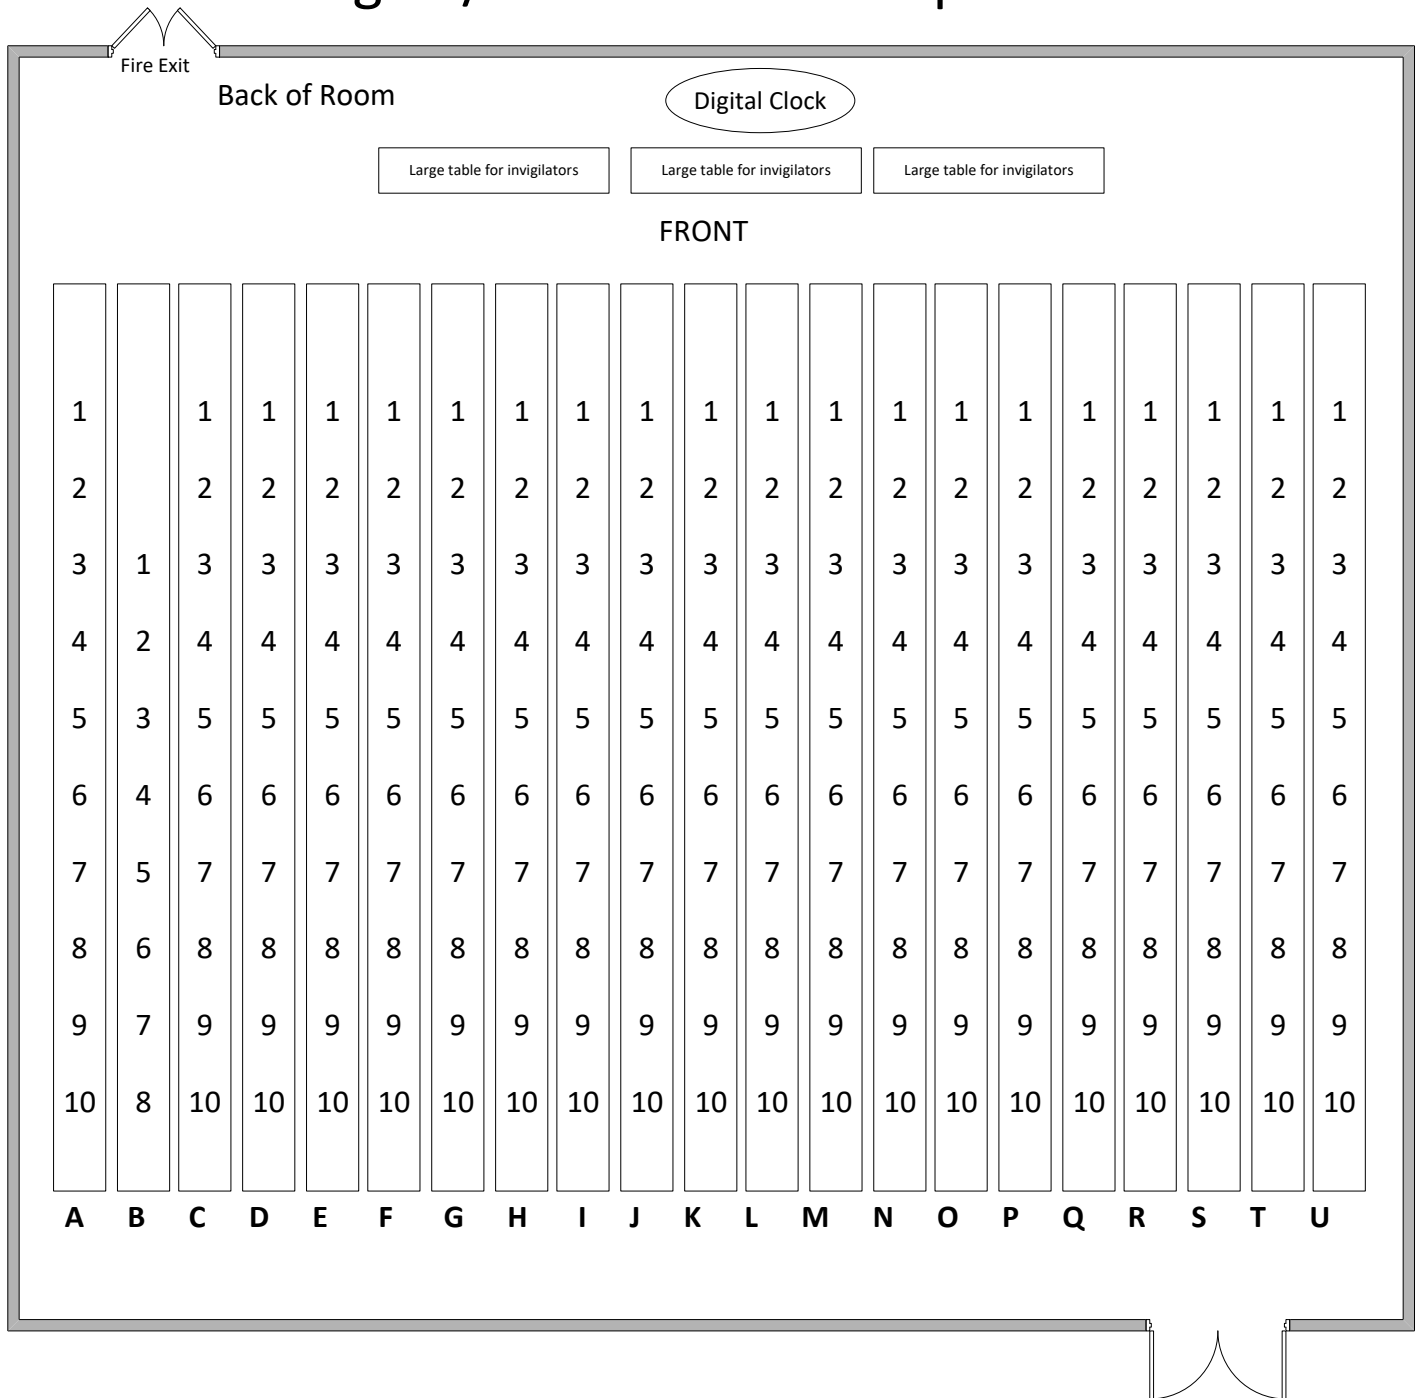 Fire Exit
Back of Room
Digital Clock
Large table for invigilators Large table for invigilators Large table for invigilators
FRONT
1 1 1 1 1 1 1 1 1 1 1 1 1 1 1 1 1 1 1 1
2 2 2 2 2 2 2 2 2 2 2 2 2 2 2 2 2 2 2 2
3 1 3 3 3 3 3 3 3 3 3 3 3 3 3 3 3 3 3 3 3
4 2 4 4 4 4 4 4 4 4 4 4 4 4 4 4 4 4 4 4 4
5 3 5 5 5 5 5 5 5 5 5 5 5 5 5 5 5 5 5 5 5
6 4 6 6 6 6 6 6 6 6 6 6 6 6 6 6 6 6 6 6 6
7 5 7 7 7 7 7 7 7 7 7 7 7 7 7 7 7 7 7 7 7
8 6 8 8 8 8 8 8 8 8 8 8 8 8 8 8 8 8 8 8 8
9 7 9 9 9 9 9 9 9 9 9 9 9 9 9 9 9 9 9 9 9
10 8 10 10 10 10 10 10 10 10 10 10 10 10 10 10 10 10 10 10 10
A B C D E F G H I J K L M N O P Q R S T U